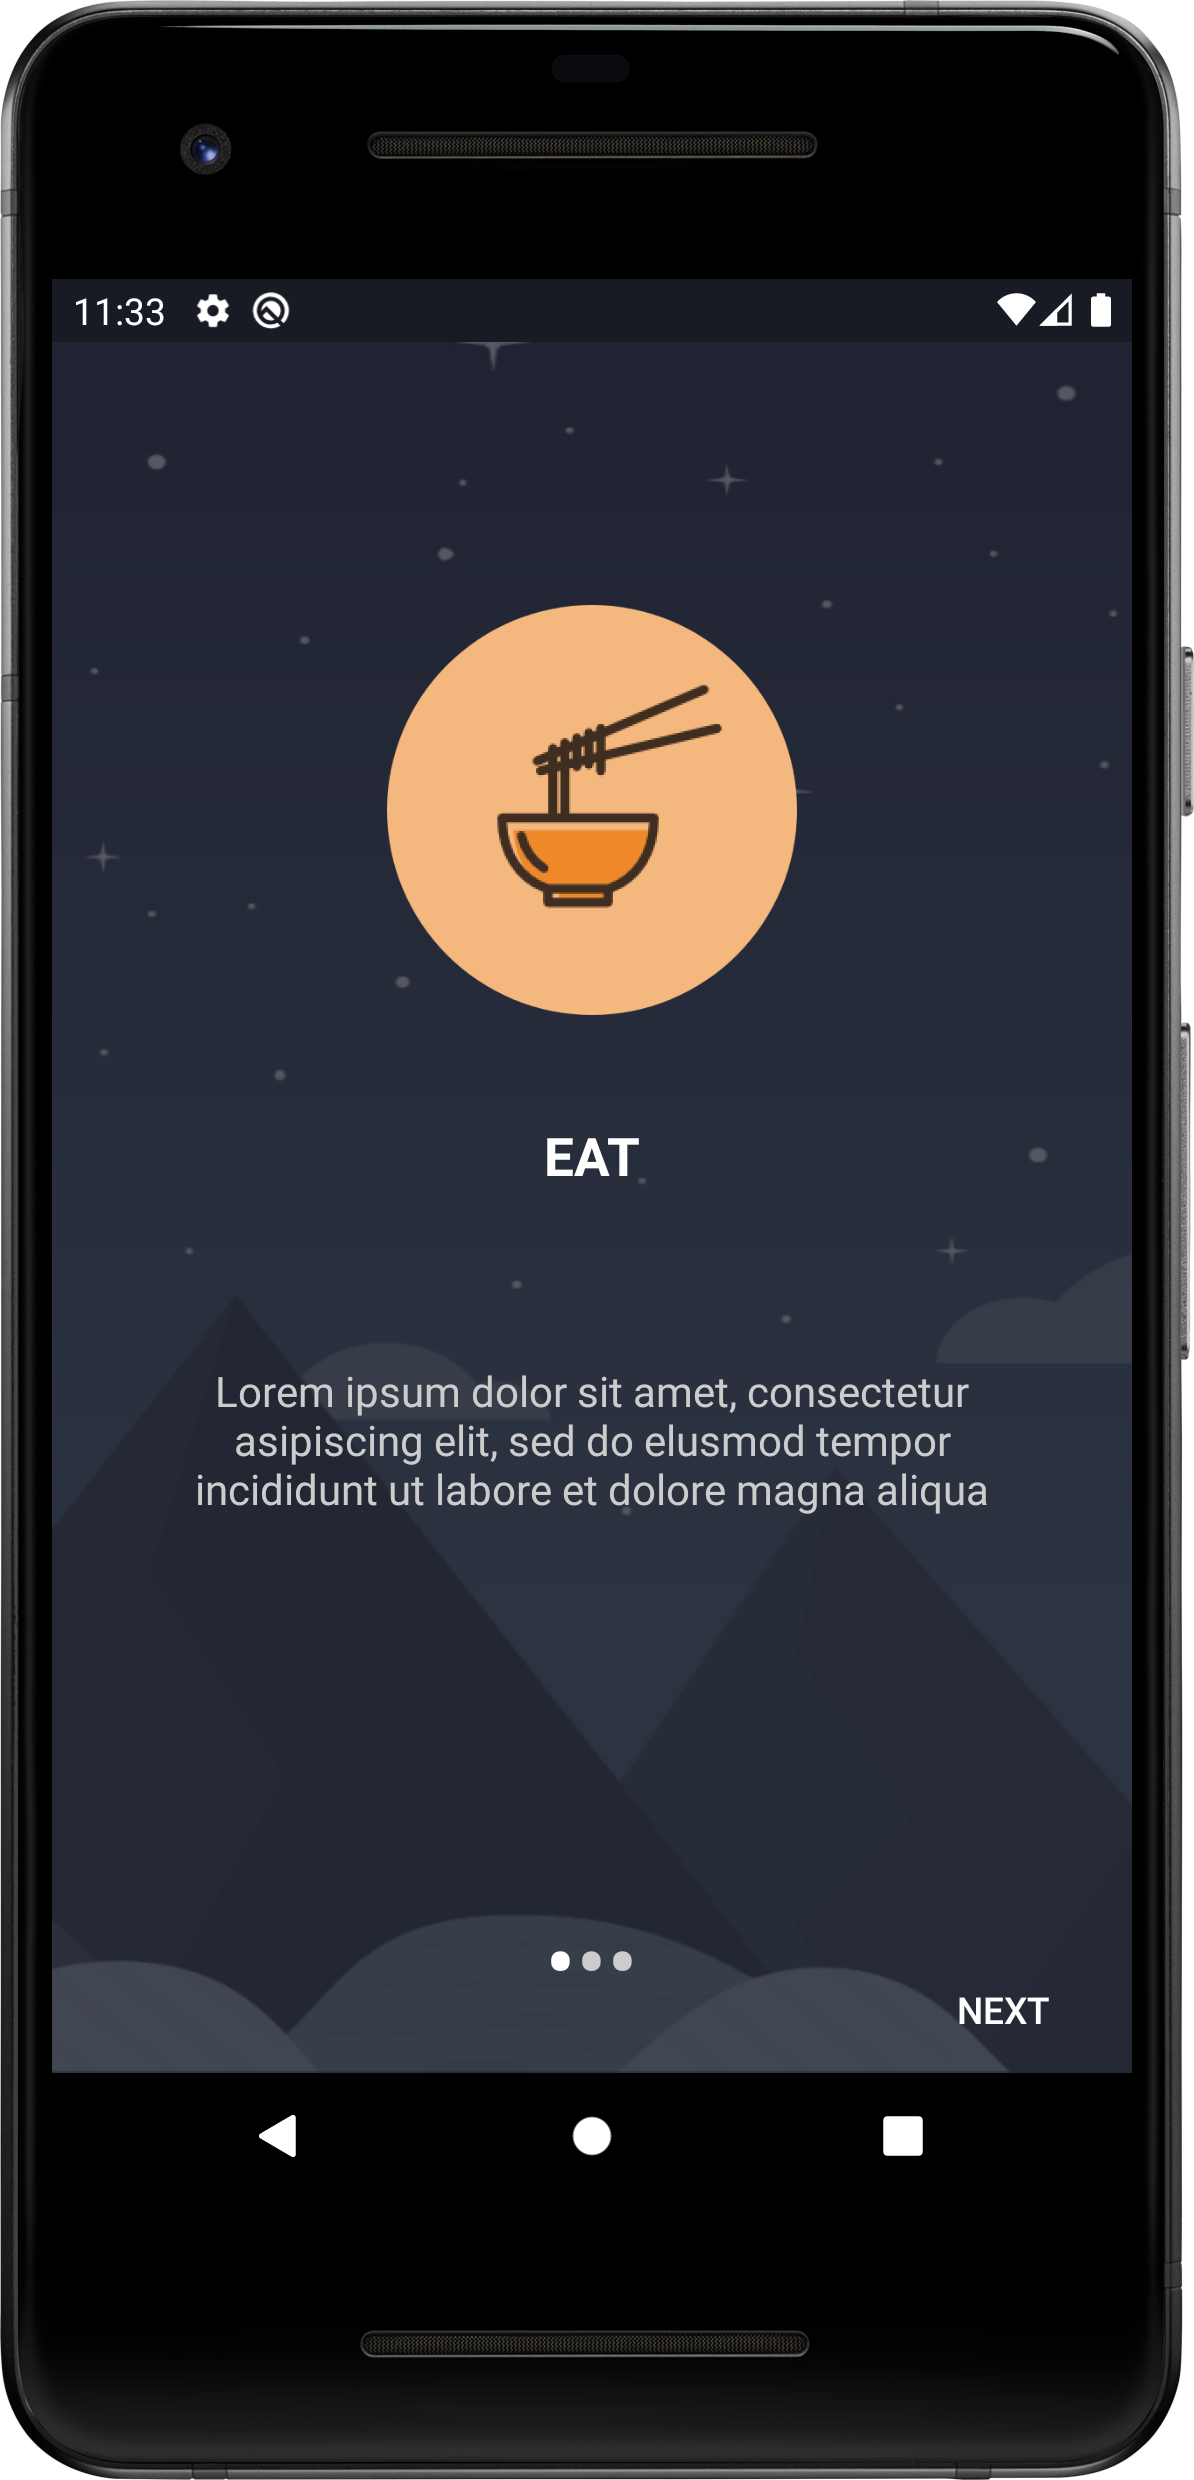 11:33
EAT
Lorem ipsum dolor sit amet, consectetur
asipiscing elit, sed do elusmod tempor
incididunt ut labore et dolore magna aliqua
NEXT